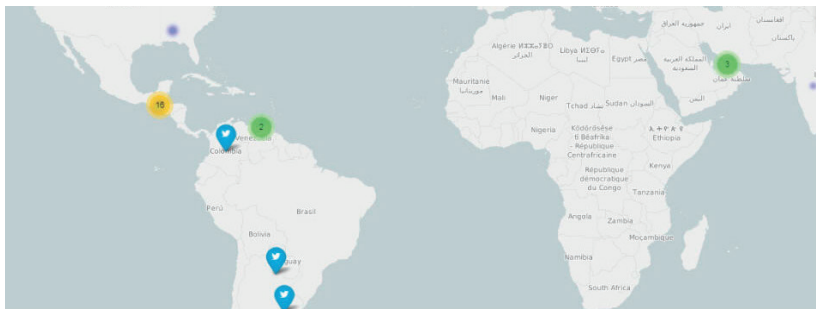 افغانستان
جمهوریه العراق
ایران
پاکستان
Algérie ⵍⵣⵣⴰⵢⴻⵔ
الجزائر
Libya ⵍⵉⴱⵢⴰ
ليبيا
Egypt مصر
المملكة العربية
السعودية
3
سلطنة عمان
Mauritanie
موريتانيا
Mali
Niger
Tchad تشاد
Sudan السودان
اليمن
16
2
Venezuela
Colombia
Nigeria
Ködörösêse
tî Bêafrîka
- République
Centrafricaine
Ethiopia
Kenya
République
démocratique
du Congo
Tanzania
Perú
Brasil
Angola
Zambia
Bolivia
Moçambique
Namibia
South Africa